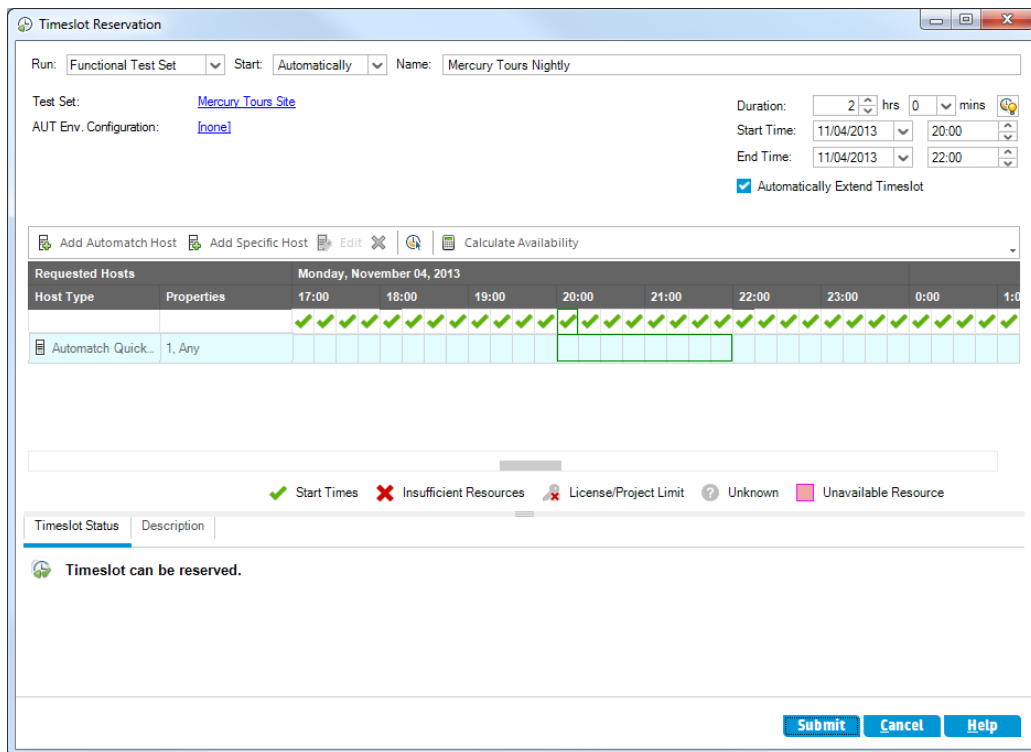 Timeslot Reservation
Run: Functional Test Set Start: Automatically Name: Mercury Tours Nightly
Test Set: Mercury Tours Site
AUT Env. Configuration: [none]
Duration: 2 hrs 0 mins
Start Time: 11/04/2013 20:00
End Time: 11/04/2013 22:00
Automatically Extend Timeslot
Add Automatch Host Add Specific Host Edit Calculate Availability
Requested Hosts Monday, November 04, 2013
Host Type Properties 17:00 18:00 19:00 20:00 21:00 22:00 23:00 0:00 1:0
Automatch Quick... 1, Any
Start Times Insufficient Resources License/Project Limit ? Unknown Unavailable Resource
Timeslot Status Description
Timeslot can be reserved.
Submit Cancel Help